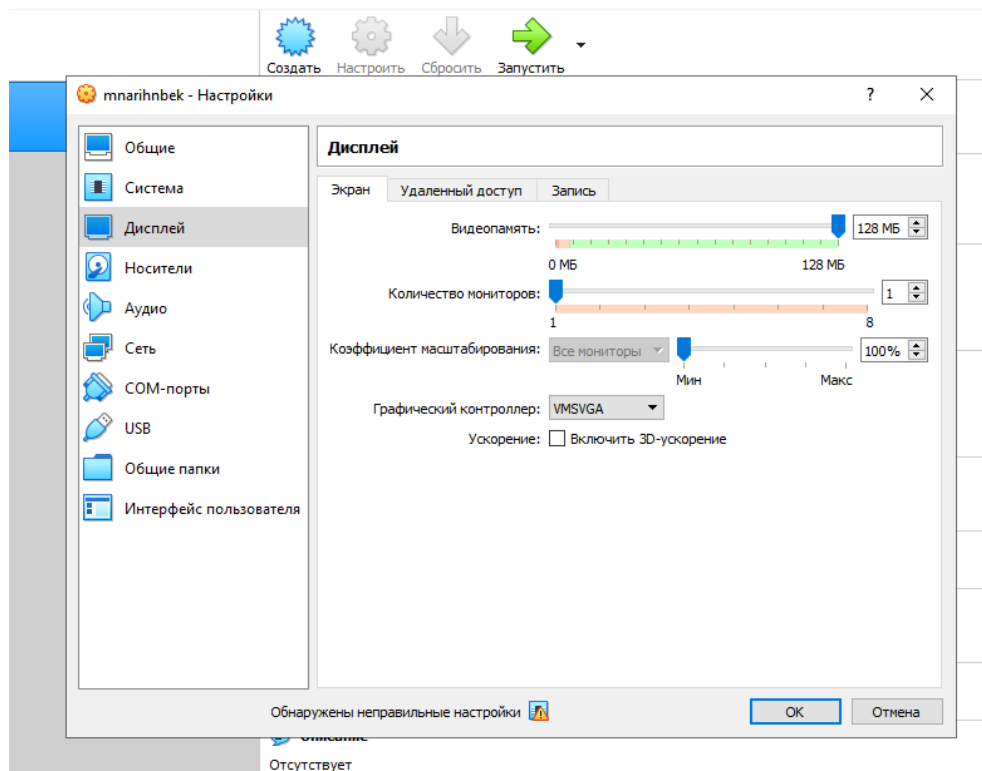 Создать Настроить Сбросить Запустить
mnarihnbek - Настройки ?
Общие
Система
Дисплей
Носители
Аудио
Сеть
COM-порты
USB
Общие папки
Интерфейс пользователя
Дисплей
Экран Удаленный доступ Запись
Видеопамять: 128 МБ
0 МБ 128 МБ
Количество мониторов: 1
1 8
Коэффициент масштабирования: Все мониторы 100%
Мин Макс
Графический контроллер: VMSVGA
Ускорение: Включить 3D-ускорение
Обнаружены неправильные настройки OK Отмена
Описание
Отсутствует